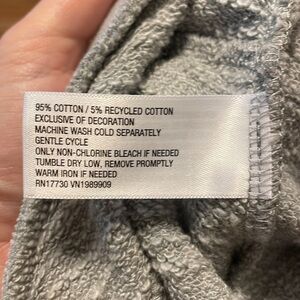 95% COTTON / 5% RECYCLED COTTON
EXCLUSIVE OF DECORATION
MACHINE WASH COLD SEPARATELY
GENTLE CYCLE
ONLY NON-CHLORINE BLEACH IF NEEDED
TUMBLE DRY LOW, REMOVE PROMPTLY
WARM IRON IF NEEDED
RN17730 VN1989909